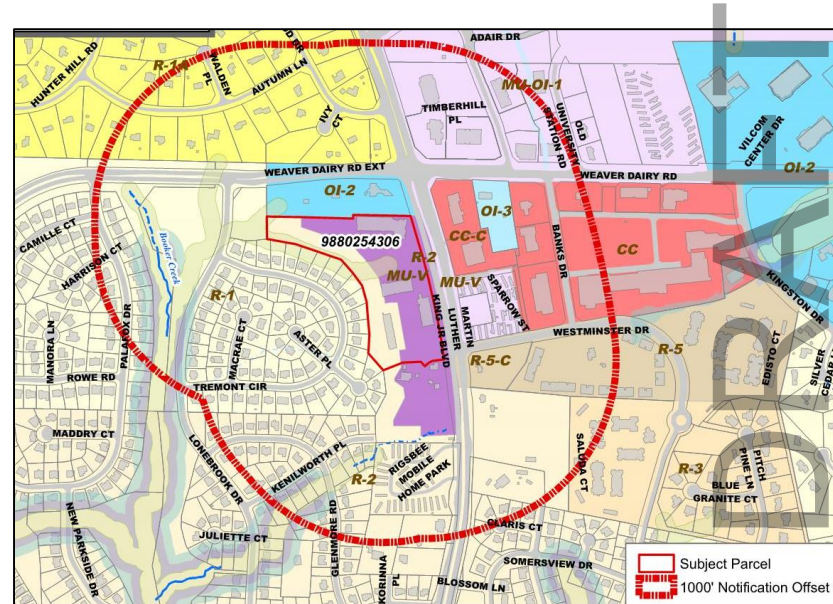 ADAIR DR
HUNTER HILL RD
WALDEN PL
AUTUMN LN
IVY CT
TIMBERHILL PL
MU-OI-1
OLD UNIVERSITY STATION RD
VILCOM CENTER DR
OI-2
WEAVER DAIRY RD EXT
WEAVER DAIRY RD
OI-2
OI-3
CC-C
CC
BANKS DR
KINGSTON DR
CAMILLE CT
HARRISON CT
Booker Creek
9880254306
R-2
MU-V
MU-V
SPARROW ST
MARTIN LUTHER KING JR BLVD
WESTMINSTER DR
R-1
MANORA LN
PALAFOX DR
MACRAE CT
ASTER PL
R-5-C
R-5
EDISTO CT
SILVER CEDAR
ROWE RD
TREMONT CIR
MADDRY CT
LONEBROOK DR
KENILWORTH PL
R-2
RIGSBEE MOBILE HOME PARK
SALUDA CT
R-3
PITCH PINE LN
BLUE GRANITE CT
NEW PARKSIDE DR
JULIETTE CT
GLENMORE RD
KORINNA PL
CLARIS CT
SOMERSVIEW DR
BLOSSOM LN
DRAFT
Subject Parcel
1000' Notification Offset